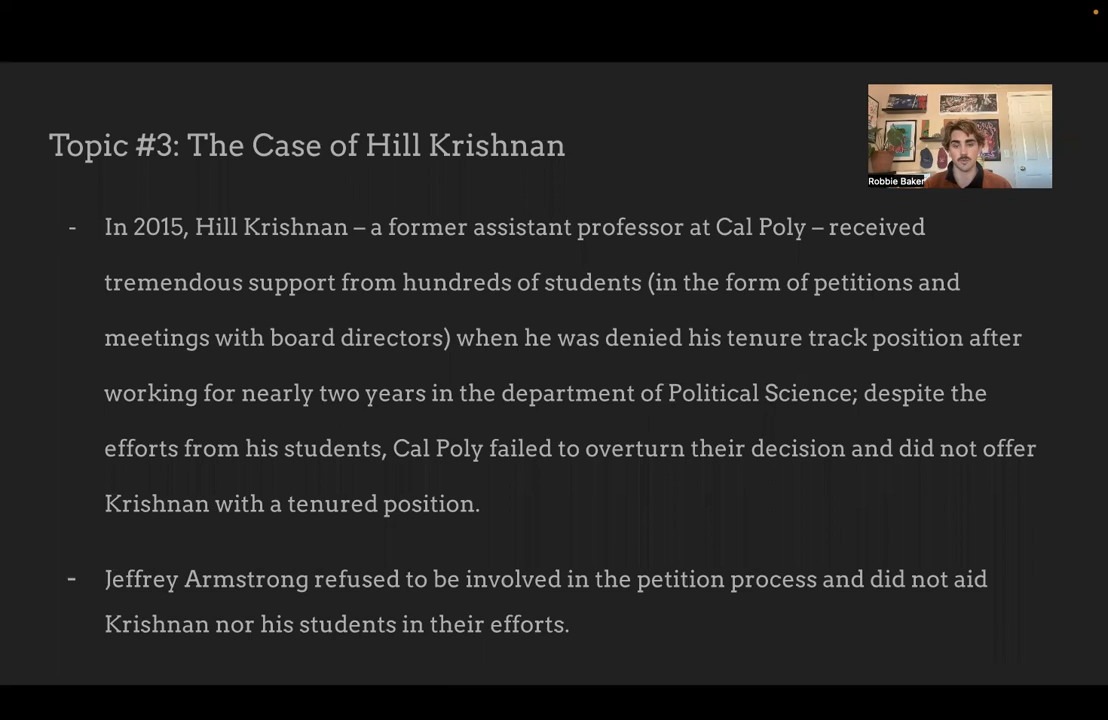 Topic #3: The Case of Hill Krishnan
Robbie Baker
- In 2015, Hill Krishnan – a former assistant professor at Cal Poly – received
tremendous support from hundreds of students (in the form of petitions and
meetings with board directors) when he was denied his tenure track position after
working for nearly two years in the department of Political Science; despite the
efforts from his students, Cal Poly failed to overturn their decision and did not offer
Krishnan with a tenured position.
- Jeffrey Armstrong refused to be involved in the petition process and did not aid
Krishnan nor his students in their efforts.